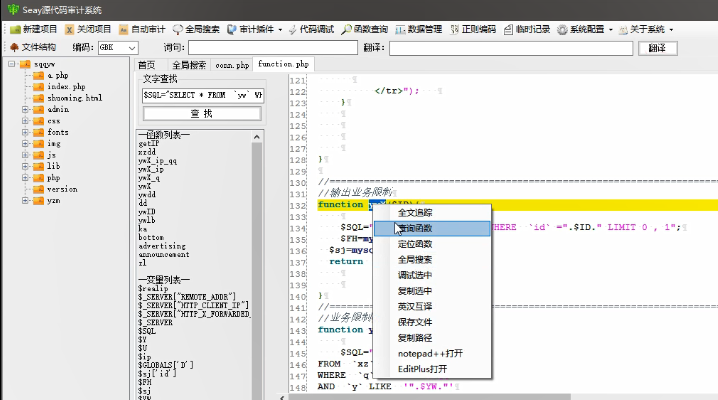 Seay源代码审计系统
新建项目 关闭项目 自动审计 全局搜索 审计插件 代码调试 函数查询 数据管理 正则编码 临时记录 系统配置 关于系统
文件结构 编码: GBK 词句: 翻译: 翻译
sqqyw
a.php
index.php
shuoming.html
admin
css
fonts
img
js
lib
php
version
yzm
首页 全局搜索 conn.php function.php
文字查找
$SQL="SELECT * FROM `yw` WH
查 找
一函数列表一
getIP
xzdd
ywX_ip_qq
ywX_ip
ywX_q
ywX
ywdd
dd
ywID
ywlb
ka
bottom
advertising
announcement
zl
一变量列表一
$realip
$_SERVER["REMOTE_ADDR"]
$_SERVER["HTTP_CLIENT_IP"]
$_SERVER["HTTP_X_FORWARDED_
$_SERVER
$SQL
$Y
$U
$ip
$GLOBALS['D']
$sj['id']
$FH
$sj
$YW
121
122 </tr>");
123 }
124
125
126
127
128 }
129
130 //
131 //输出业务限制
132 function ywX($ID){
133
134 $SQL=" WHERE `id` =".$ID." LIMIT 0 , 1";
135 $FH=my
136 $sj=mysq
137 return
138
139
140 }
141 //
142 //业务限制
143 function y
144
145 $SQL="
146 FROM `xz`
147 WHERE `q`
148 AND `y` LIKE '".$YW."'
全文追踪
查询函数
定位函数
全局搜索
调试选中
复制选中
英汉互译
保存文件
复制路径
notepad++打开
EditPlus打开